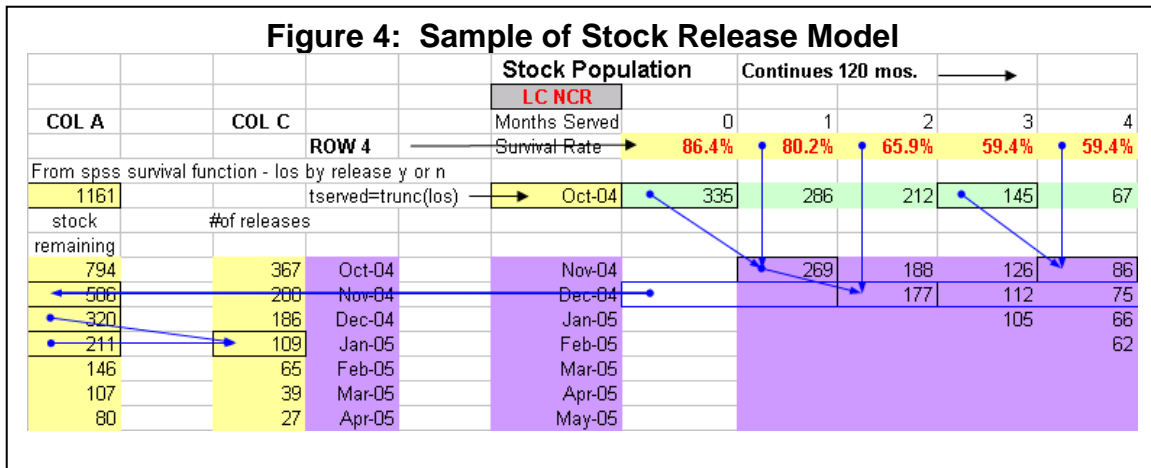 Figure 4: Sample of Stock Release Model
Stock Population Continues 120 mos.
LC NCR
COL A COL C Months Served 0 1 2 3 4
ROW 4 Survival Rate 86.4% 80.2% 65.9% 59.4% 59.4%
From spss survival function - los by release y or n
1161 tserved=trunc(los) Oct-04 335 286 212 145 67
stock #of releases
remaining
794 367 Oct-04 Nov-04 269 188 126 86
506 288 Nov-04 Dec-04 177 112 75
320 186 Dec-04 Jan-05 105 66
211 109 Jan-05 Feb-05 62
146 65 Feb-05 Mar-05
107 39 Mar-05 Apr-05
80 27 Apr-05 May-05